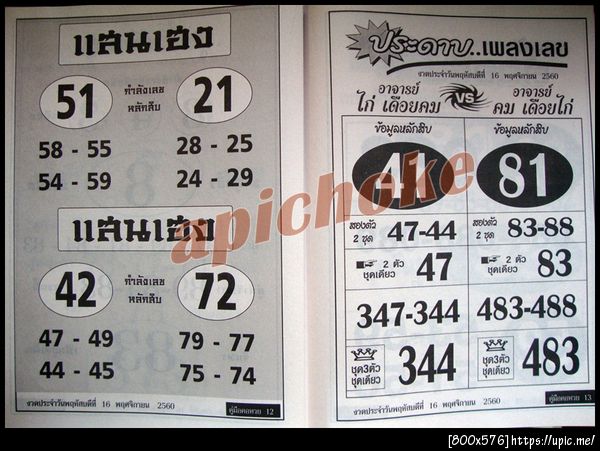 แสนเฮง
51 กำลังเลข หลักสิบ 21
58 - 55 28 - 25
54 - 59 24 - 29
แสนเฮง
42 กำลังเลข หลักสิบ 72
47 - 49 79 - 77
44 - 45 75 - 74
งวดประจำวันพฤหัสบดีที่ 16 พฤศจิกายน 2560
คู่มือคอหวย 12
ประดาบ..เพลงเลข
งวดประจำวันพฤหัสบดีที่ 16 พฤศจิกายน 2560
อาจารย์ อาจารย์
ไก่ เดือยคม VS คม เดือยไก่
ข้อมูลหลักสิบ ข้อมูลหลักสิบ
41 81
สองตัว 2 ชุด 47-44 สองตัว 2 ชุด 83-88
2 ตัว ชุดเดียว 47 2 ตัว ชุดเดียว 83
347-344 483-488
ชุด3ตัว ชุดเดียว 344 ชุด3ตัว ชุดเดียว 483
งวดประจำวันพฤหัสบดีที่ 16 พฤศจิกายน 2560
คู่มือคอหวย 13
apichoke
[800x576]https://upic.me/